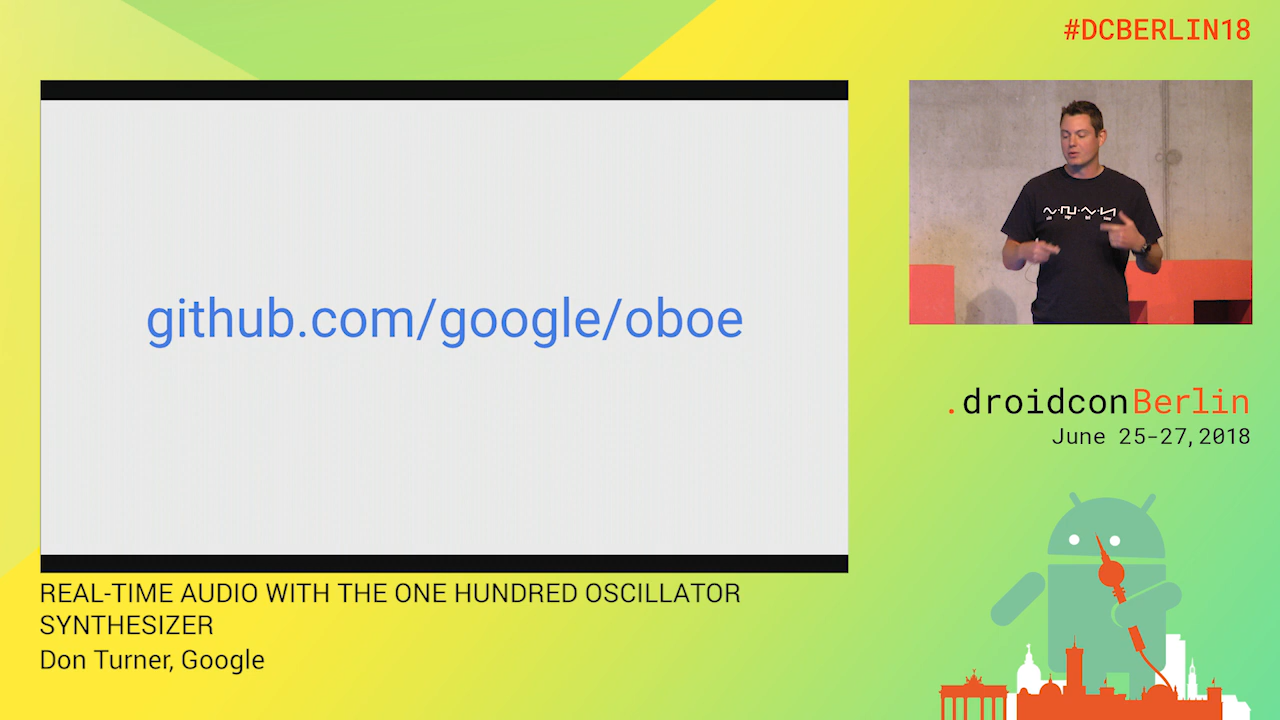 #DCBERLIN18
github.com/google/oboe
.droidconBerlin
June 25-27, 2018
REAL-TIME AUDIO WITH THE ONE HUNDRED OSCILLATOR
SYNTHESIZER
Don Turner, Google